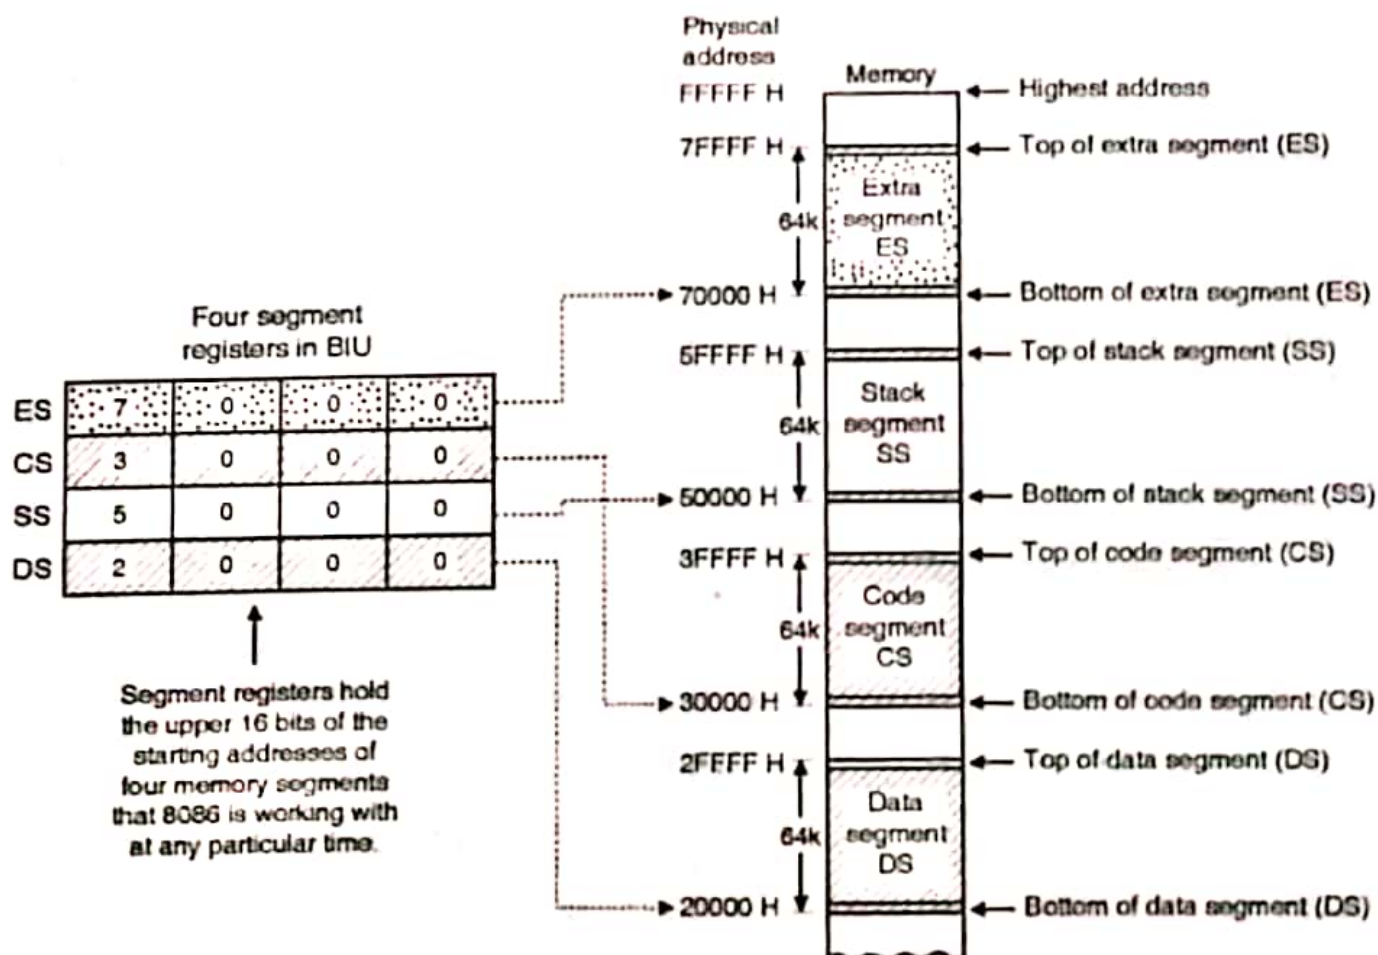 Physical
address
FFFFF H
Memory
Highest address
7FFFF H
Top of extra segment (ES)
64k
Extra
segment
ES
70000 H
Bottom of extra segment (ES)
Four segment
registers in BIU
5FFFF H
Top of stack segment (SS)
ES 7 0 0 0
CS 3 0 0 0
SS 5 0 0 0
DS 2 0 0 0
64k
Stack
segment
SS
50000 H
Bottom of stack segment (SS)
3FFFF H
Top of code segment (CS)
64k
Code
segment
CS
30000 H
Bottom of code segment (CS)
Segment registers hold
the upper 16 bits of the
starting addresses of
four memory segments
that 8086 is working with
at any particular time.
2FFFF H
Top of data segment (DS)
64k
Data
segment
DS
20000 H
Bottom of data segment (DS)